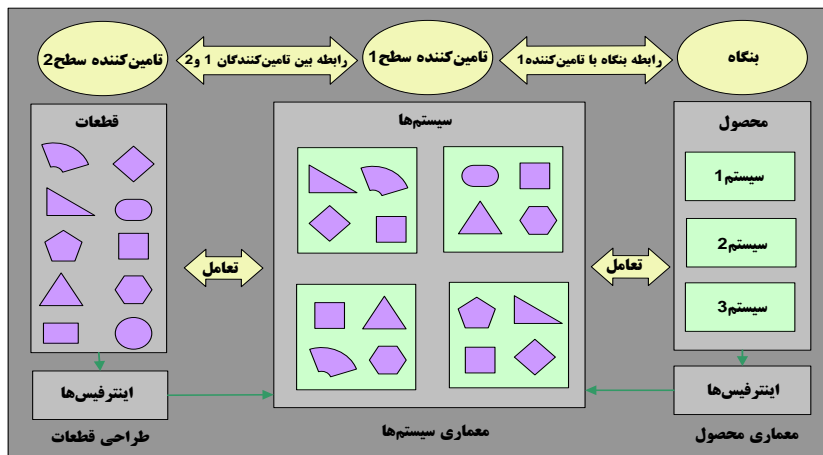 بنگاه
رابطه بنگاه با تامین‌کننده1
تامین‌کننده سطح1
رابطه بین تامین‌کنندگان 1 و2
تامین‌کننده سطح2
محصول
سیستم1
سیستم2
سیستم3
تعامل
سیستم‌ها
تعامل
قطعات
اینترفیس‌ها
اینترفیس‌ها
معماری محصول
معماری سیستم‌ها
طراحی قطعات